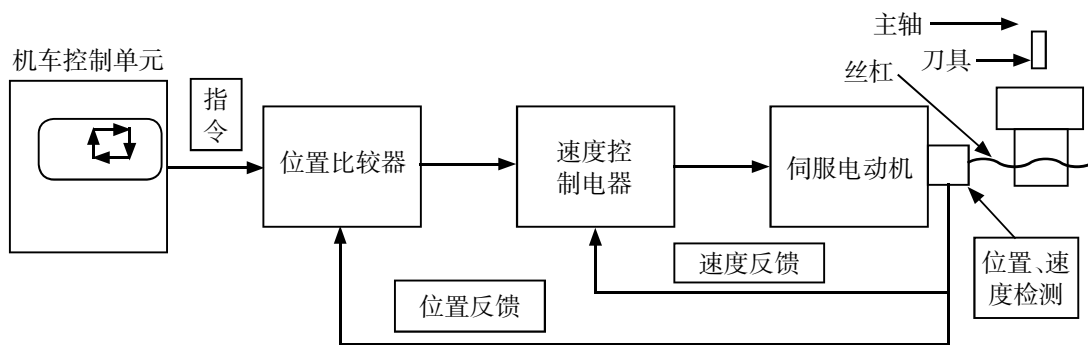 主轴
机车控制单元
刀具
丝杠
指
令
位置比较器
速度控
制电器
伺服电动机
速度反馈
位置、速
度检测
位置反馈